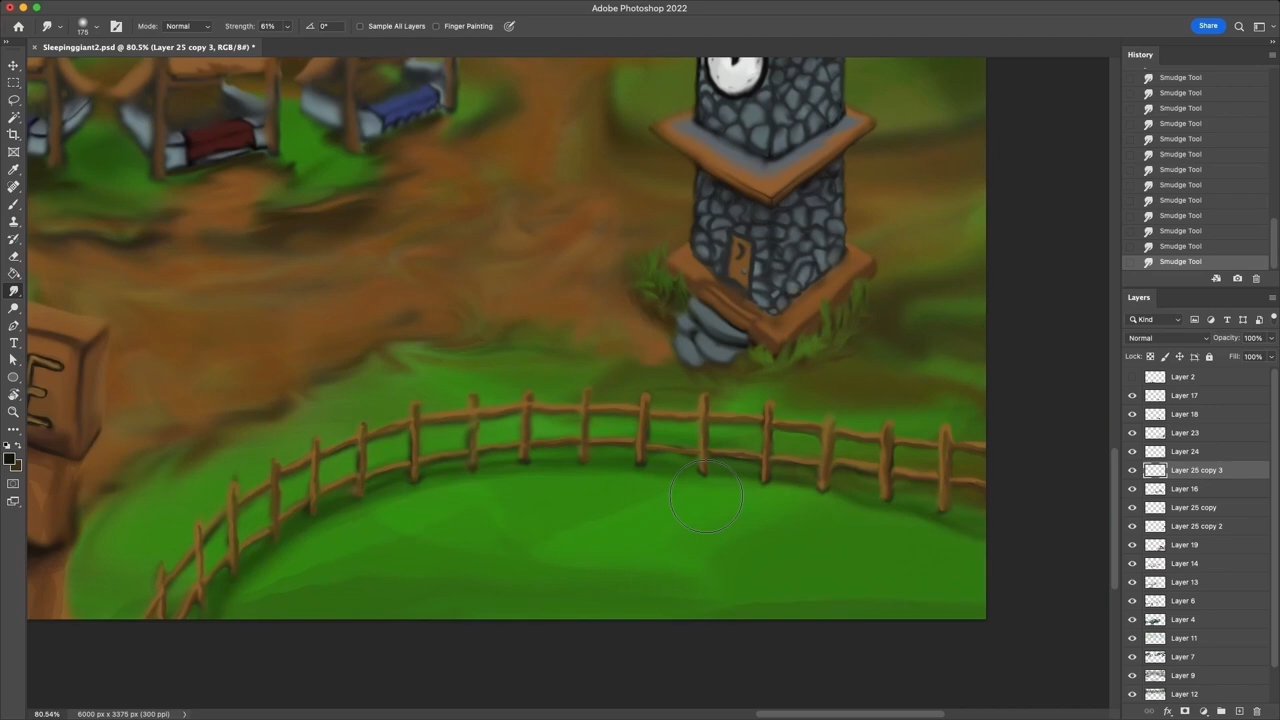 Adobe Photoshop 2022
175
Mode: Normal
Strength: 61%
0°
Sample All Layers
Finger Painting
Share
Sleepinggiant2.psd @ 80.5% (Layer 25 copy 3, RGB/8#) *
History
Smudge Tool
Smudge Tool
Smudge Tool
Smudge Tool
Smudge Tool
Smudge Tool
Smudge Tool
Smudge Tool
Smudge Tool
Smudge Tool
Smudge Tool
Smudge Tool
Smudge Tool
Layers
Kind
Normal
Opacity: 100%
Lock:
Fill: 100%
Layer 2
Layer 17
Layer 18
Layer 23
Layer 24
Layer 25 copy 3
Layer 16
Layer 25 copy
Layer 25 copy 2
Layer 19
Layer 14
Layer 13
Layer 6
Layer 4
Layer 11
Layer 7
Layer 9
Layer 12
E
80.54%
6000 px x 3375 px (300 ppi)